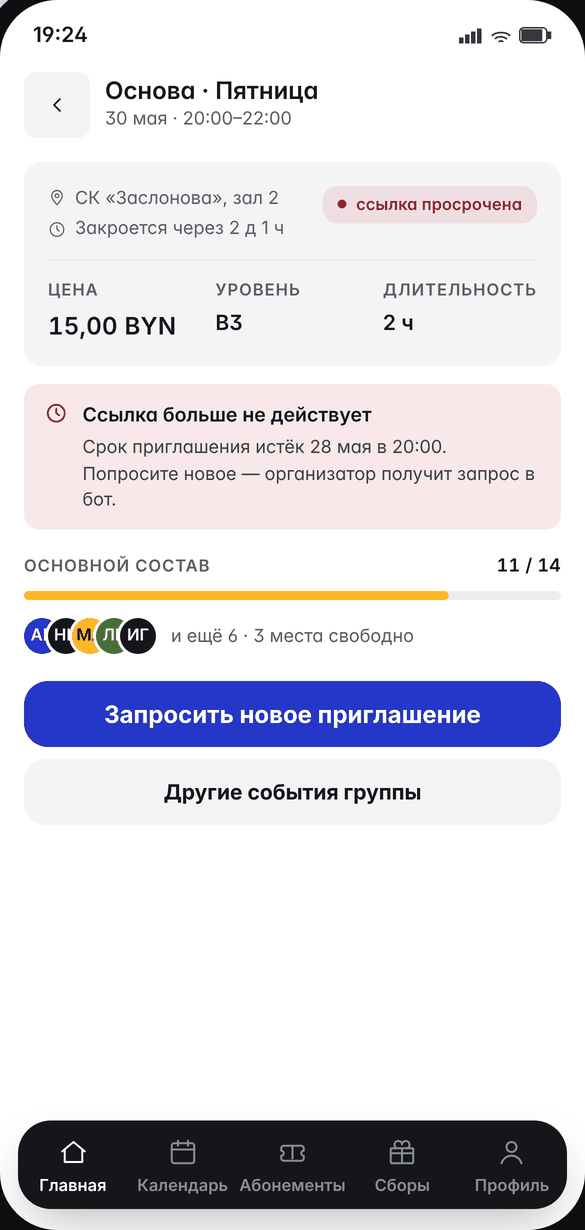 19:24
Основа · Пятница
30 мая · 20:00–22:00
СК «Заслонова», зал 2
ссылка просрочена
Закроется через 2 д 1 ч
ЦЕНА УРОВЕНЬ ДЛИТЕЛЬНОСТЬ
15,00 BYN B3 2 ч
Ссылка больше не действует
Срок приглашения истёк 28 мая в 20:00.
Попросите новое — организатор получит запрос в
бот.
ОСНОВНОЙ СОСТАВ 11 / 14
ИГ и ещё 6 · 3 места свободно
Запросить новое приглашение
Другие события группы
Главная Календарь Абонементы Сборы Профиль